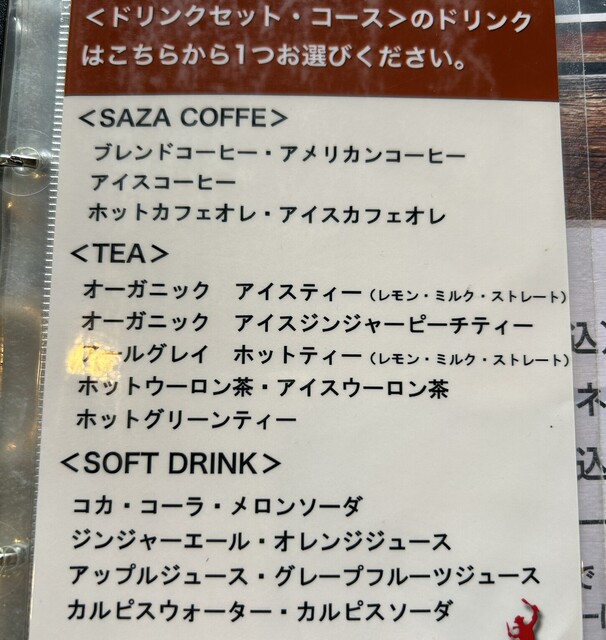 ＜ドリンクセット・コース＞のドリンク
はこちらから1つお選びください。
＜SAZA COFFE＞
ブレンドコーヒー・アメリカンコーヒー
アイスコーヒー
ホットカフェオレ・アイスカフェオレ
＜TEA＞
オーガニック　アイスティー（レモン・ミルク・ストレート）
オーガニック　アイスジンジャーピーチティー
アールグレイ　ホットティー（レモン・ミルク・ストレート）
ホットウーロン茶・アイスウーロン茶
ホットグリーンティー
＜SOFT DRINK＞
コカ・コーラ・メロンソーダ
ジンジャーエール・オレンジジュース
アップルジュース・グレープフルーツジュース
カルピスウォーター・カルピスソーダ